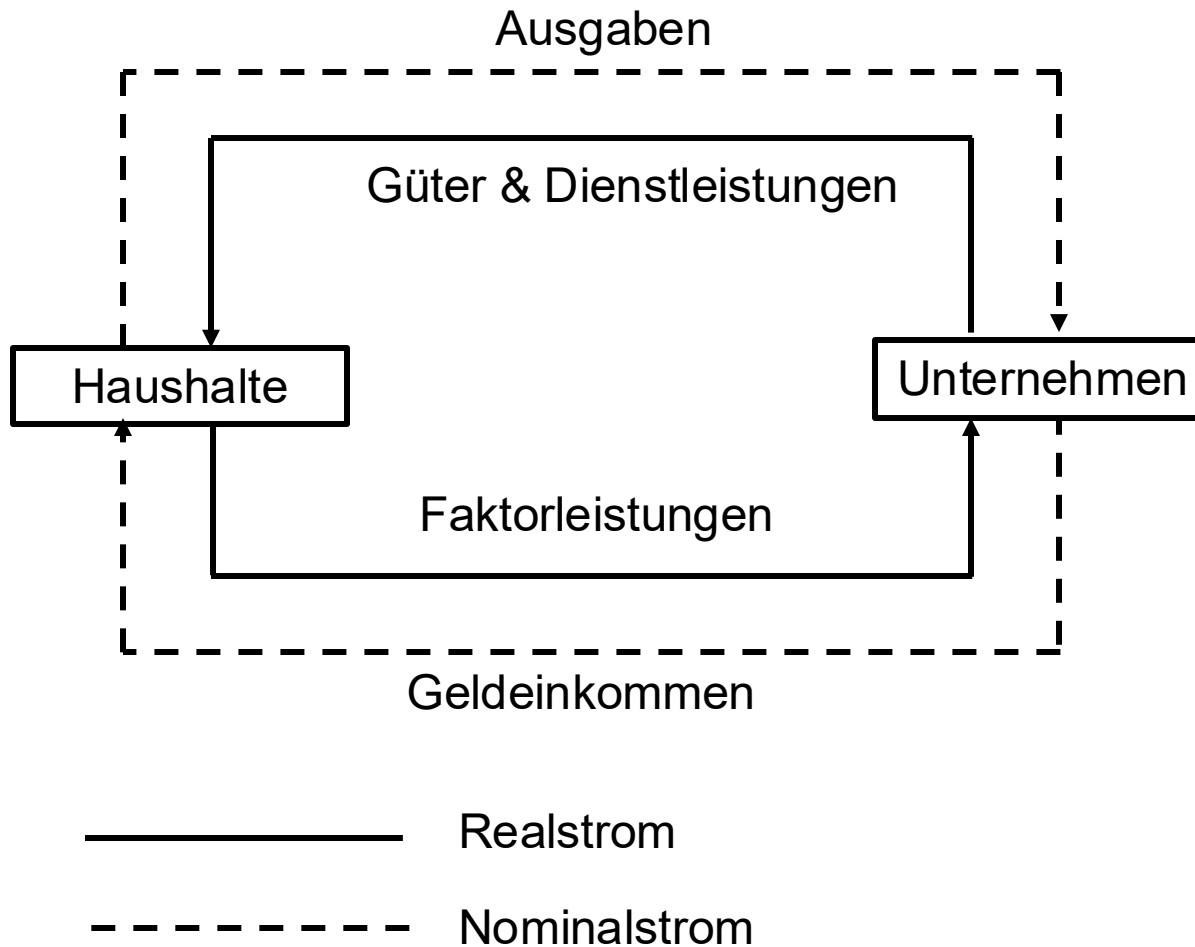 Ausgaben
Güter & Dienstleistungen
Haushalte
Unternehmen
Faktorleistungen
Geldeinkommen
Realstrom
Nominalstrom